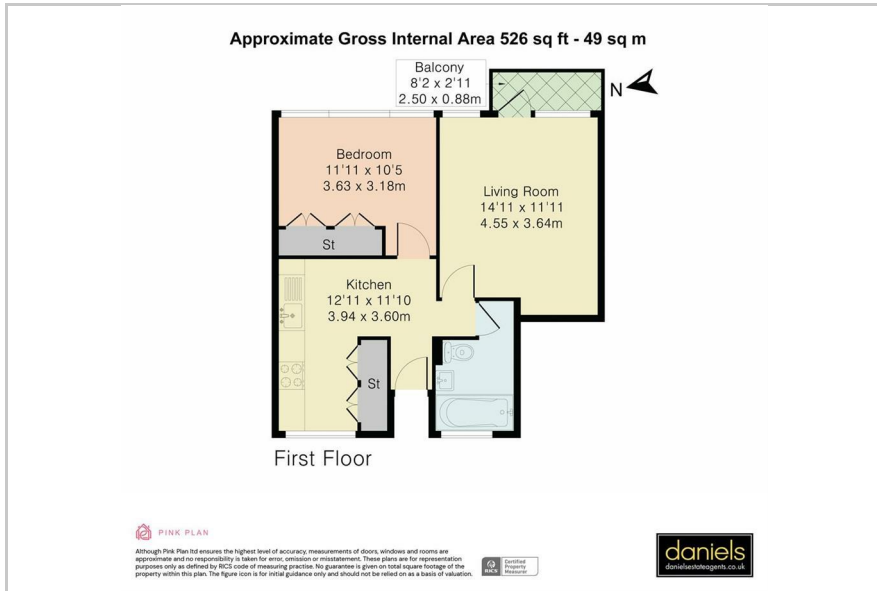 Approximate Gross Internal Area 526 sq ft - 49 sq m
Balcony
8'2 x 2'11
2.50 x 0.88m
N
Bedroom
11'11 x 10'5
3.63 x 3.18m
Living Room
14'11 x 11'11
4.55 x 3.64m
St
Kitchen
12'11 x 11'10
3.94 x 3.60m
St
First Floor
PINK PLAN
Although Pink Plan ltd ensures the highest level of accuracy, measurements of doors, windows and rooms are
approximate and no responsibility is taken for error, omission or misstatement. These plans are for representation
purposes only as defined by RICS code of measuring practise. No guarantee is given on total square footage of the
property within this plan. The figure icon is for initial guidance only and should not be relied on as a basis of valuation.
RICS
Certified
Property
Measurer
daniels
danielsestateagents.co.uk